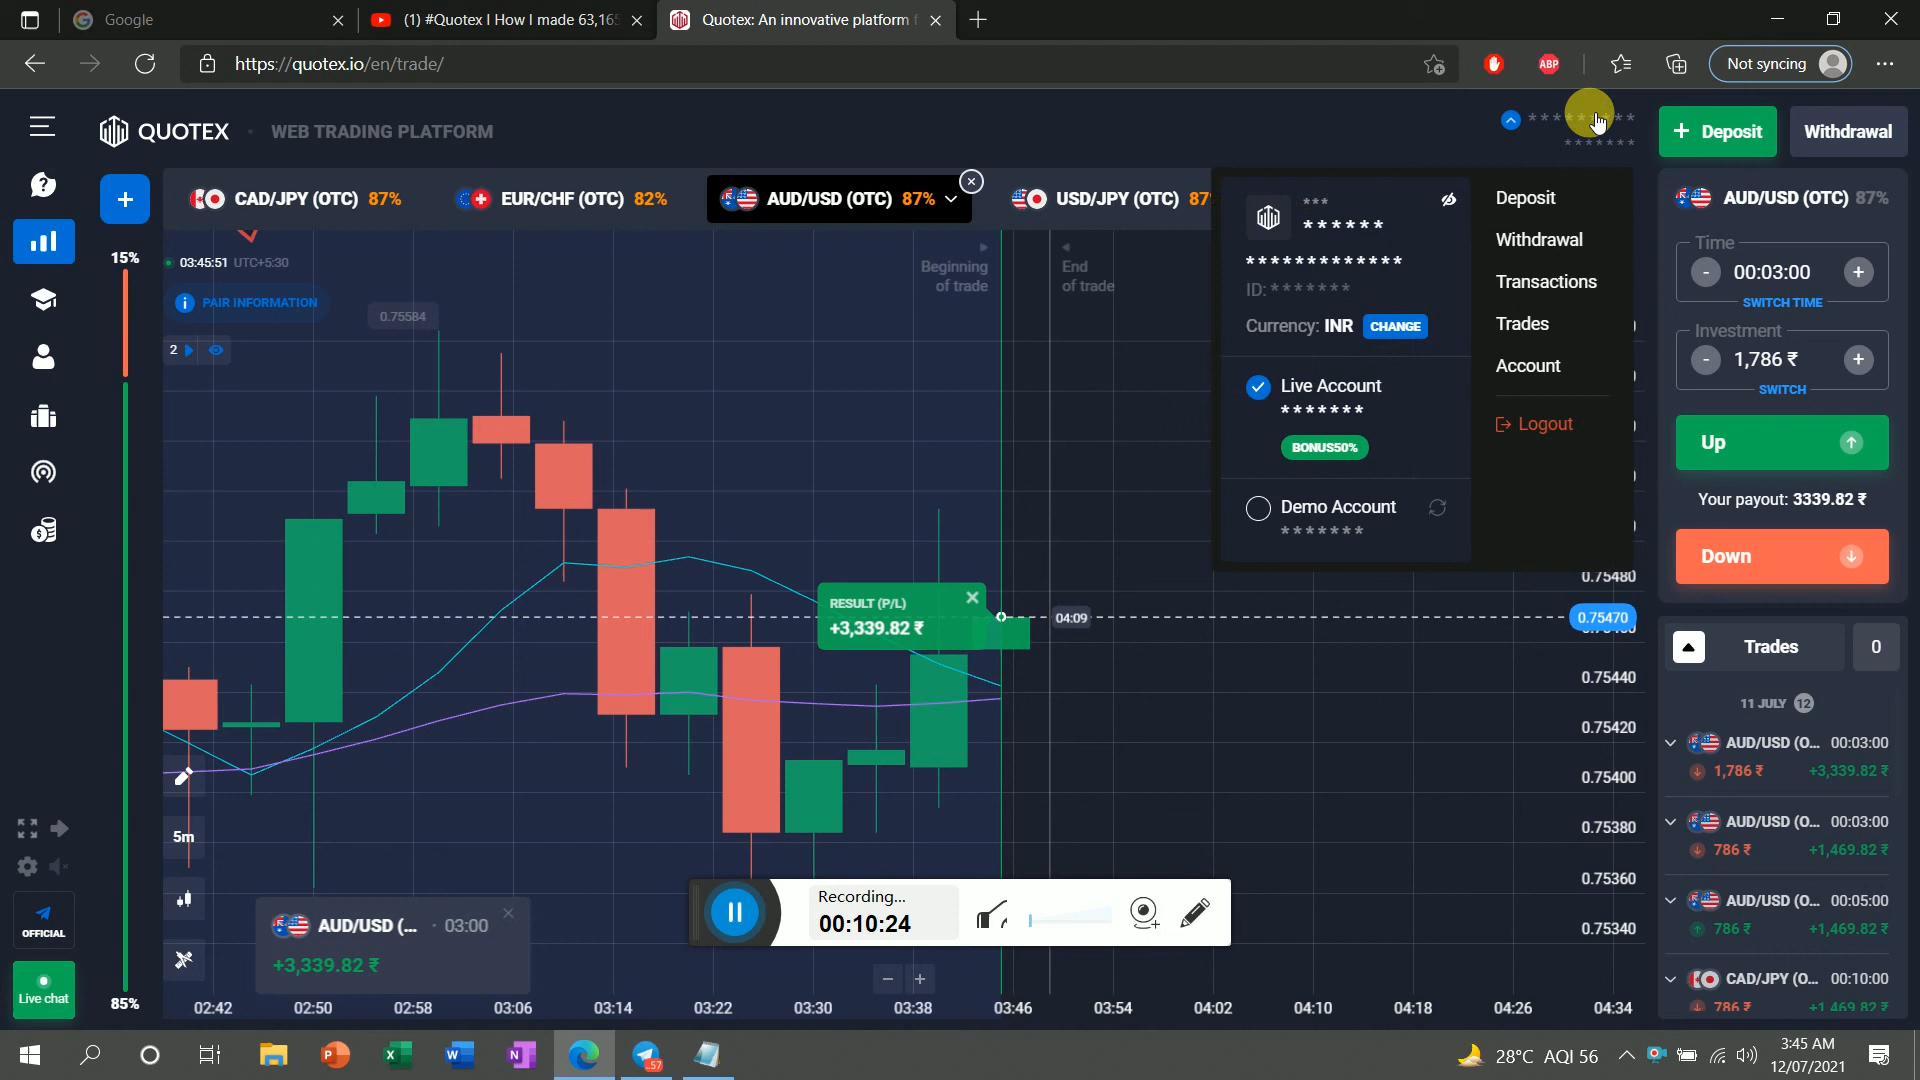 Google
(1) #Quotex I How I made 63,165
Quotex: An innovative platform f
https://quotex.io/en/trade/
ABP
Not syncing
QUOTEX
WEB TRADING PLATFORM
*********
*******
+ Deposit
Withdrawal
CAD/JPY (OTC) 87%
EUR/CHF (OTC) 82%
AUD/USD (OTC) 87%
USD/JPY (OTC) 87
15%
85%
03:45:51 UTC+5:30
PAIR INFORMATION
2
0.75584
Beginning
of trade
End
of trade
***
******
*************
ID: *******
Currency: INR CHANGE
Live Account
*******
BONUS50%
Demo Account
*******
Deposit
Withdrawal
Transactions
Trades
Account
Logout
AUD/USD (OTC) 87%
Time
- 00:03:00 +
SWITCH TIME
Investment
- 1,786 ₹ +
SWITCH
Up
Your payout: 3339.82 ₹
Down
RESULT (P/L)
+3,339.82 ₹
04:09
0.75480
0.75470
0.75440
0.75420
0.75400
0.75380
0.75360
0.75340
Trades 0
11 JULY 12
AUD/USD (O... 00:03:00
1,786 ₹ +3,339.82 ₹
AUD/USD (O... 00:03:00
786 ₹ +1,469.82 ₹
AUD/USD (O... 00:05:00
786 ₹ +1,469.82 ₹
CAD/JPY (O... 00:10:00
786 ₹ +1,469.82 ₹
5m
OFFICIAL
Live chat
AUD/USD (... · 03:00
+3,339.82 ₹
Recording...
00:10:24
02:42 02:50 02:58 03:06 03:14 03:22 03:30 03:38 03:46 03:54 04:02 04:10 04:18 04:26 04:34
57
28°C AQI 56
3:45 AM
12/07/2021